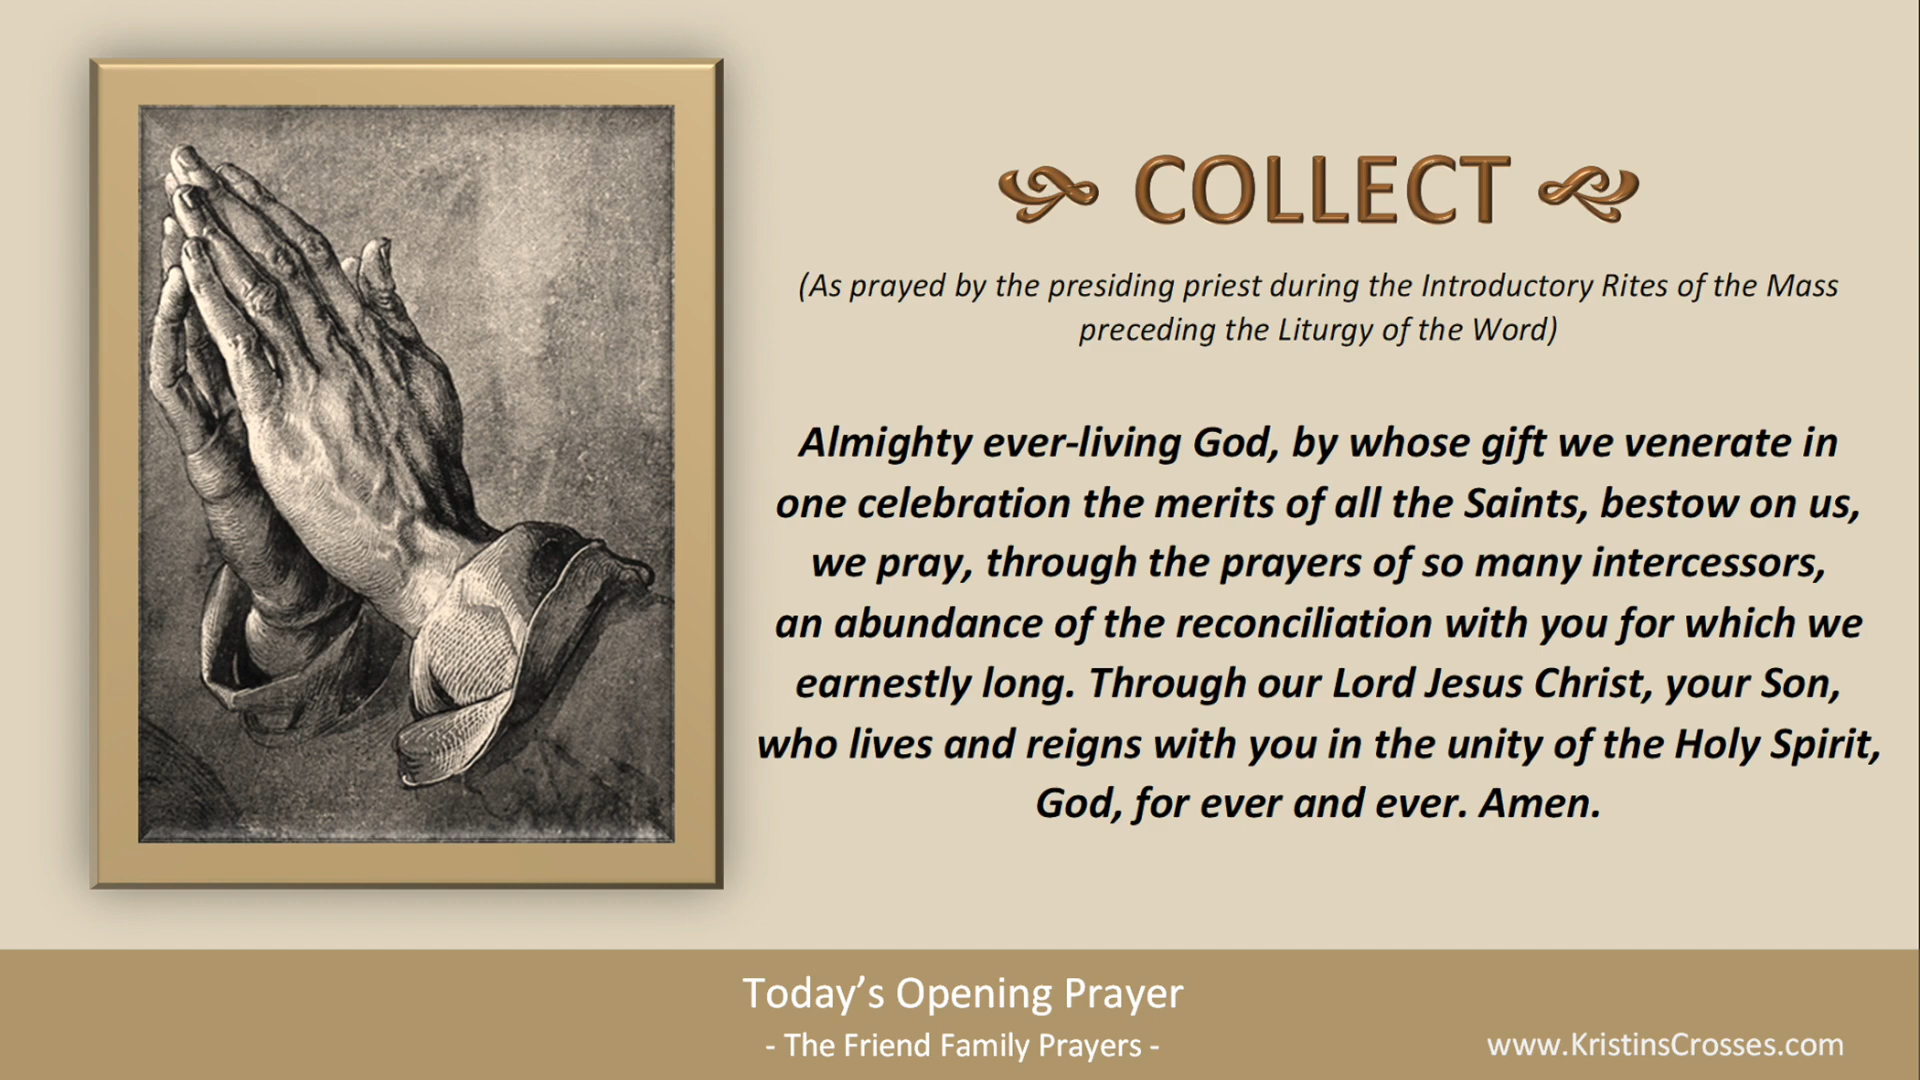 COLLECT
(As prayed by the presiding priest during the Introductory Rites of the Mass
preceding the Liturgy of the Word)
Almighty ever-living God, by whose gift we venerate in
one celebration the merits of all the Saints, bestow on us,
we pray, through the prayers of so many intercessors,
an abundance of the reconciliation with you for which we
earnestly long. Through our Lord Jesus Christ, your Son,
who lives and reigns with you in the unity of the Holy Spirit,
God, for ever and ever. Amen.
Today’s Opening Prayer
- The Friend Family Prayers -
www.KristinsCrosses.com